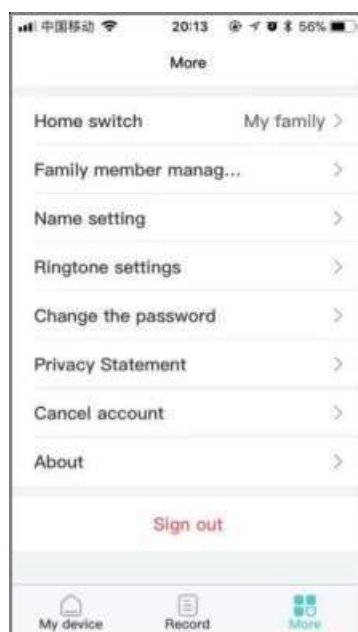 中国移动 20:13 56%
More
Home switch My family
Family member manag...
Name setting
Ringtone settings
Change the password
Privacy Statement
Cancel account
About
Sign out
My device Record More